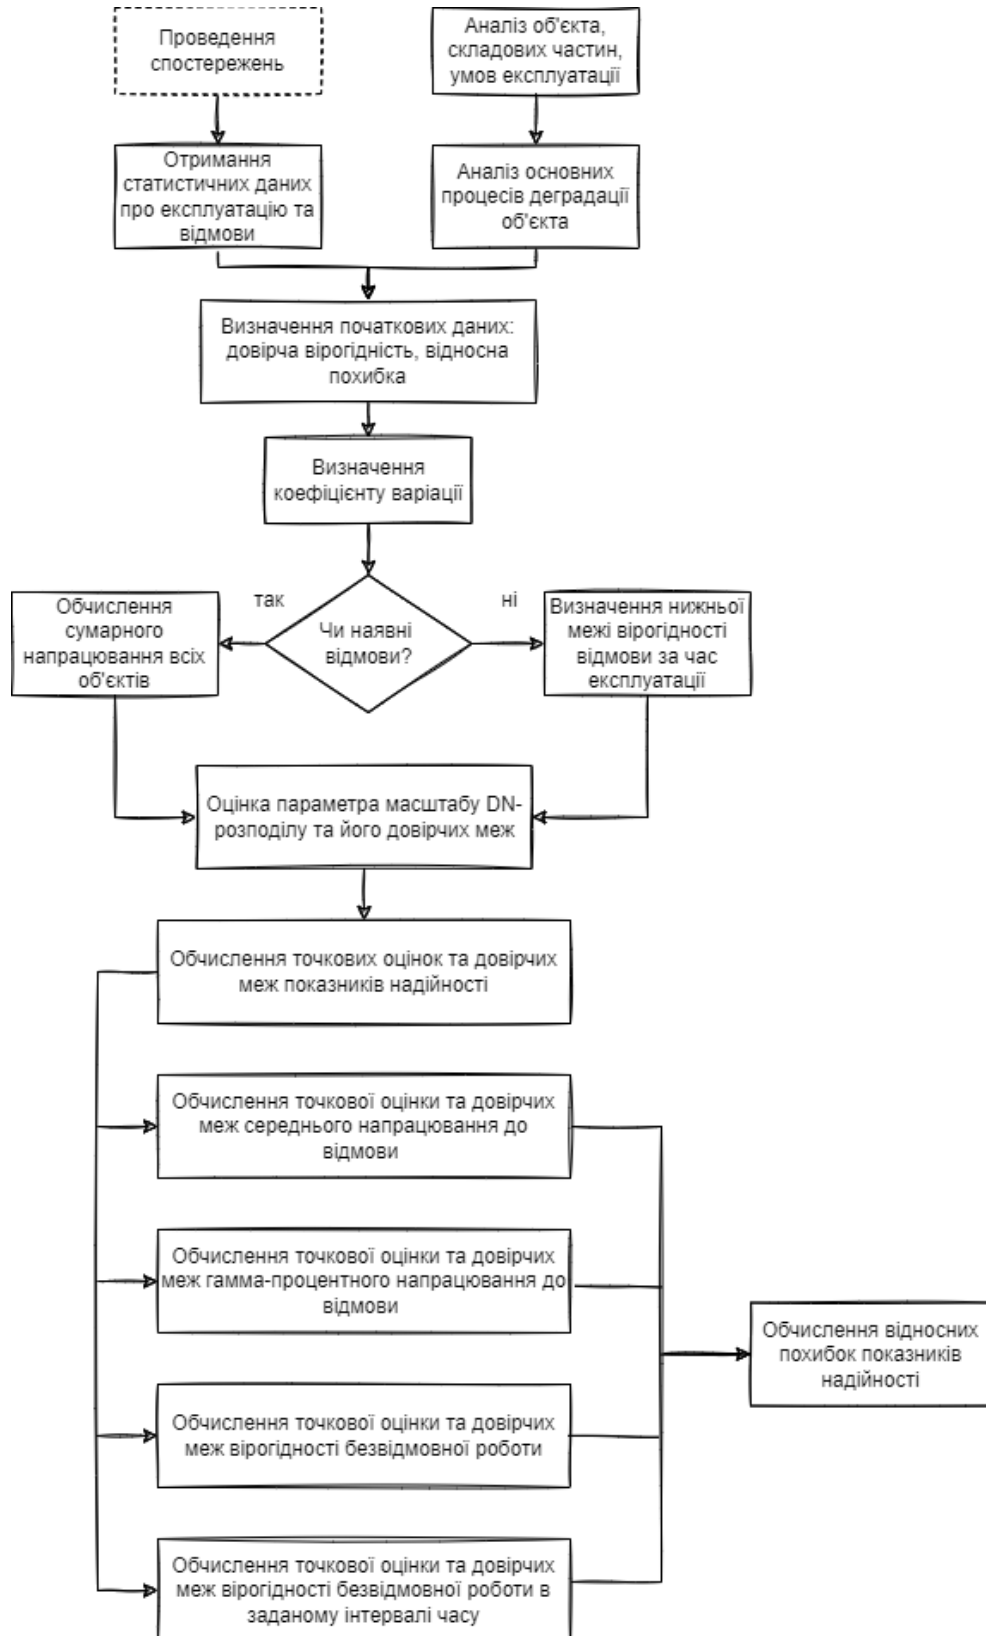 Проведення
спостережень
Аналіз об'єкта,
складових частин,
умов експлуатації
Отримання
статистичних даних
про експлуатацію та
відмови
Аналіз основних
процесів деградації
об'єкта
Визначення початкових даних:
довірча вірогідність, відносна
похибка
Визначення
коефіцієнту варіації
Обчислення
сумарного
напрацювання всіх
об'єктів
так
Чи наявні
відмови?
ні
Визначення нижньої
межі вірогідності
відмови за час
експлуатації
Оцінка параметра масштабу DN-
розподілу та його довірчих меж
Обчислення точкових оцінок та довірчих
меж показників надійності
Обчислення точкової оцінки та довірчих
меж середнього напрацювання до
відмови
Обчислення точкової оцінки та довірчих
меж гамма-процентного напрацювання до
відмови
Обчислення відносних
похибок показників
надійності
Обчислення точкової оцінки та довірчих
меж вірогідності безвідмовної роботи
Обчислення точкової оцінки та довірчих
меж вірогідності безвідмовної роботи в
заданому інтервалі часу